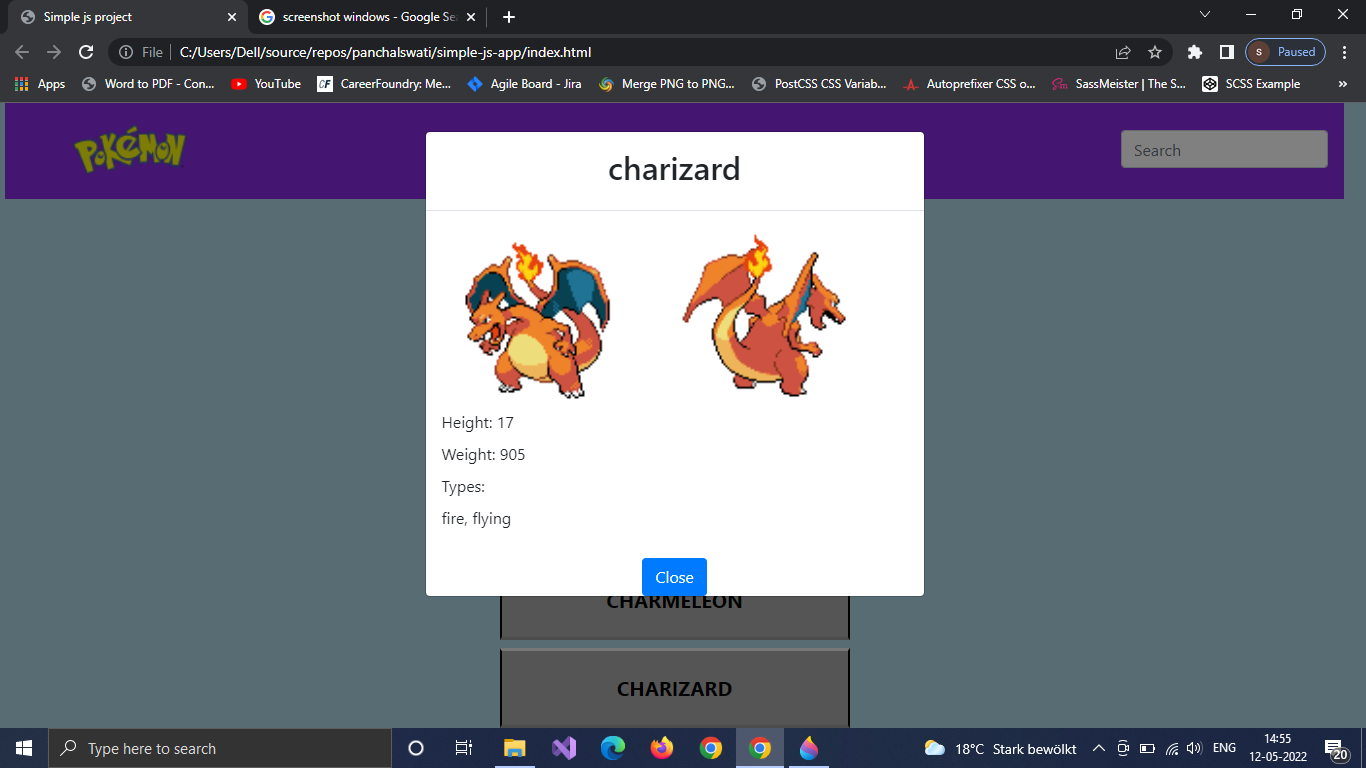 Simple js project
screenshot windows - Google Se
File
C:/Users/Dell/source/repos/panchalswati/simple-js-app/index.html
S
Paused
Apps
Word to PDF - Con...
YouTube
CF
CareerFoundry: Me...
Agile Board - Jira
Merge PNG to PNG...
PostCSS CSS Variab...
Autoprefixer CSS o...
SassMeister | The S...
SCSS Example
»
POKéMON
Search
charizard
Height: 17
Weight: 905
Types:
fire, flying
Close
CHARMELEON
CHARIZARD
Type here to search
18°C Stark bewölkt
ENG
14:55
12-05-2022
20